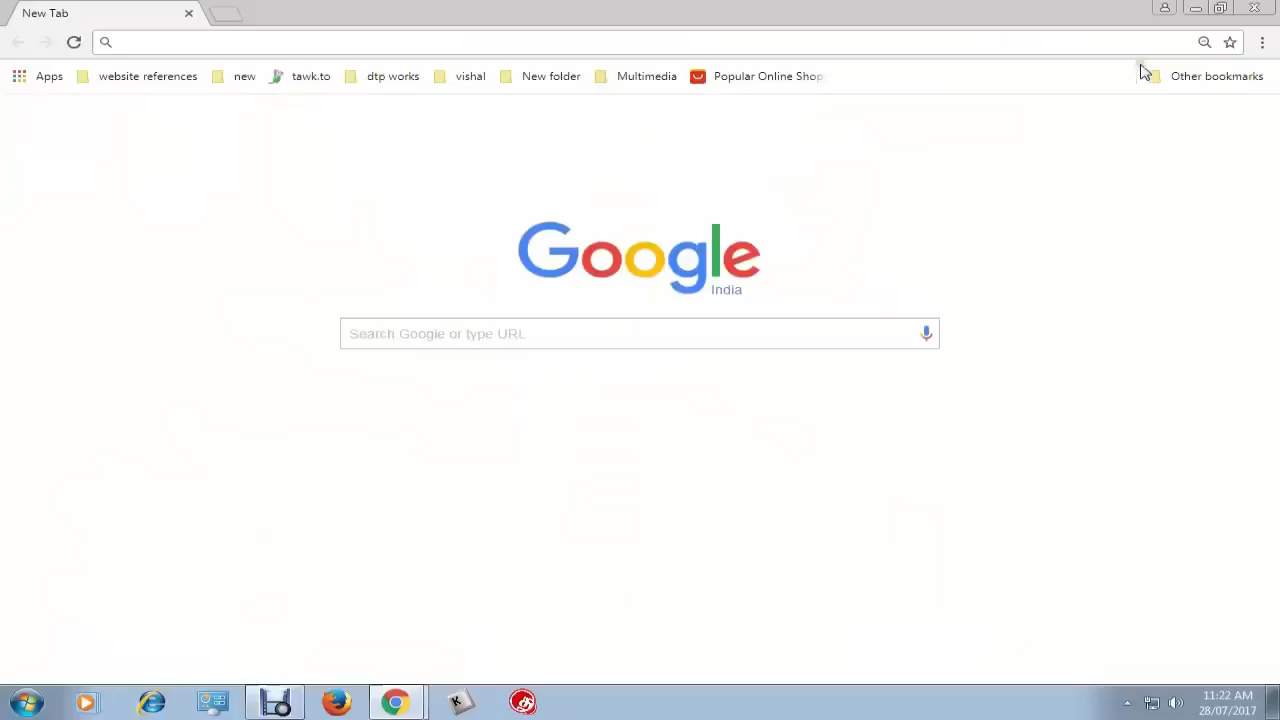 New Tab
Apps website references new tawk.to dtp works vishal New folder Multimedia Popular Online Shop Other bookmarks
Google
India
Search Google or type URL
K
11:22 AM
28/07/2017